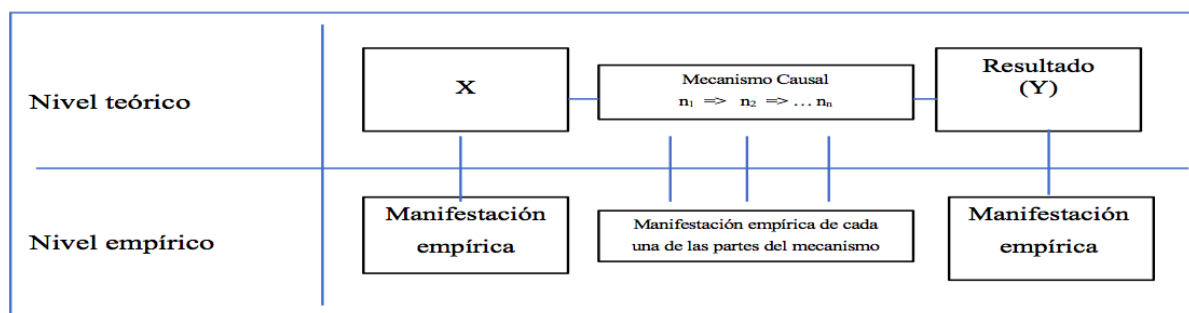 Nivel teórico
X
Mecanismo Causal
n₁ => n₂ => ... nₙ
Resultado
(Y)
Nivel empírico
Manifestación
empírica
Manifestación empírica de cada
una de las partes del mecanismo
Manifestación
empírica